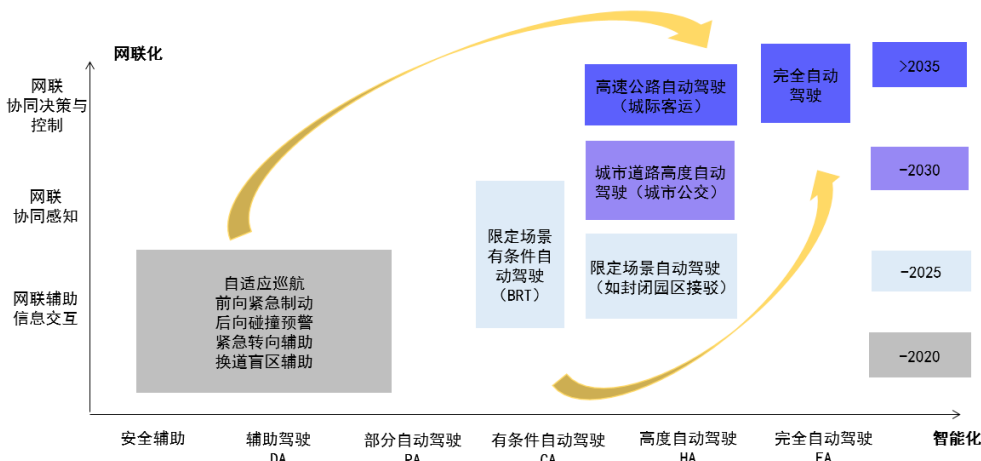 网联化
网联
协同决策与
控制
网联
协同感知
网联辅助
信息交互
自适应巡航
前向紧急制动
后向碰撞预警
紧急转向辅助
换道盲区辅助
限定场景
有条件自
动驾驶
（BRT）
高速公路自动驾驶
（城际客运）
城市道路高度自动
驾驶（城市公交）
限定场景自动驾驶
（如封闭园区接驳）
完全自动
驾驶
>2035
-2030
-2025
-2020
安全辅助
辅助驾驶
DA
部分自动驾驶
PA
有条件自动驾驶
CA
高度自动驾驶
HA
完全自动驾驶
FA
智能化